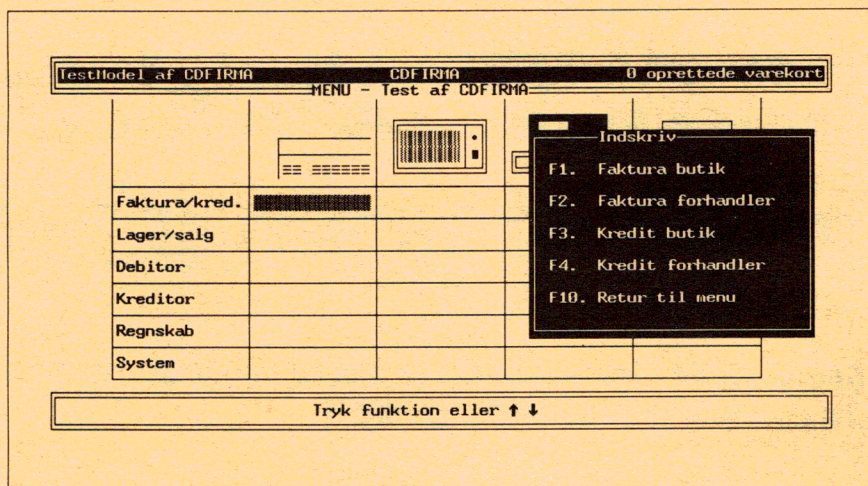 TestModel af CDFIRMA CDFIRMA 0 oprettede varekort
MENU - Test af CDFIRMA
Indskriv
F1. Faktura butik
F2. Faktura forhandler
F3. Kredit butik
F4. Kredit forhandler
F10. Retur til menu
Faktura/kred.
Lager/salg
Debitor
Kreditor
Regnskab
System
Tryk funktion eller ↑ ↓